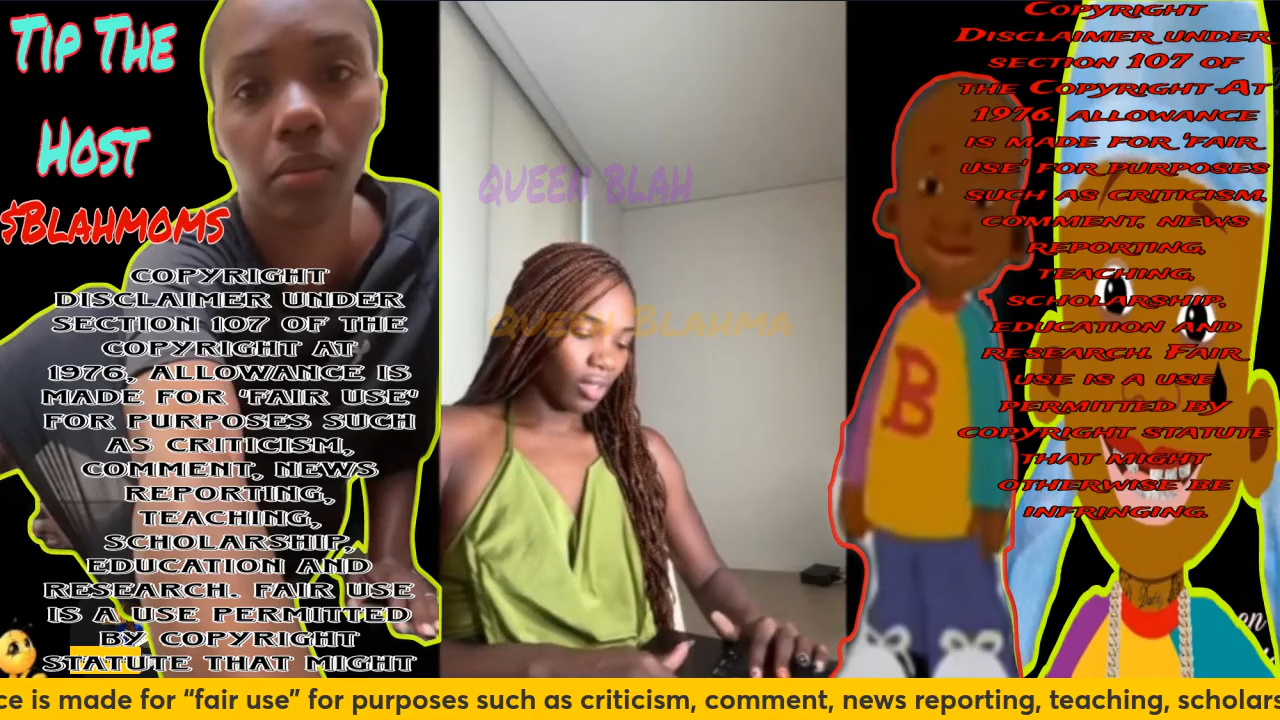 TIP THE
HOST
$BLAHMOMS
COPYRIGHT
DISCLAIMER UNDER
SECTION 107 OF THE
COPYRIGHT AT
1976, ALLOWANCE IS
MADE FOR "FAIR USE"
FOR PURPOSES SUCH
AS CRITICISM,
COMMENT, NEWS
REPORTING,
TEACHING,
SCHOLARSHIP,
EDUCATION AND
RESEARCH. FAIR USE
IS A USE PERMITTED
BY COPYRIGHT
STATUTE THAT MIGHT
QUEEN BLAH
QUEEN BLAHMA
B
COPYRIGHT
DISCLAIMER UNDER
SECTION 107 OF
THE COPYRIGHT AT
1976, ALLOWANCE
IS MADE FOR 'FAIR
USE' FOR PURPOSES
SUCH AS CRITICISM,
COMMENT, NEWS
REPORTING,
TEACHING,
SCHOLARSHIP,
EDUCATION AND
RESEARCH. FAIR
USE IS A USE
PERMITTED BY
COPYRIGHT STATUTE
THAT MIGHT
OTHERWISE BE
INFRINGING.
on
ce is made for “fair use” for purposes such as criticism, comment, news reporting, teaching, scholars